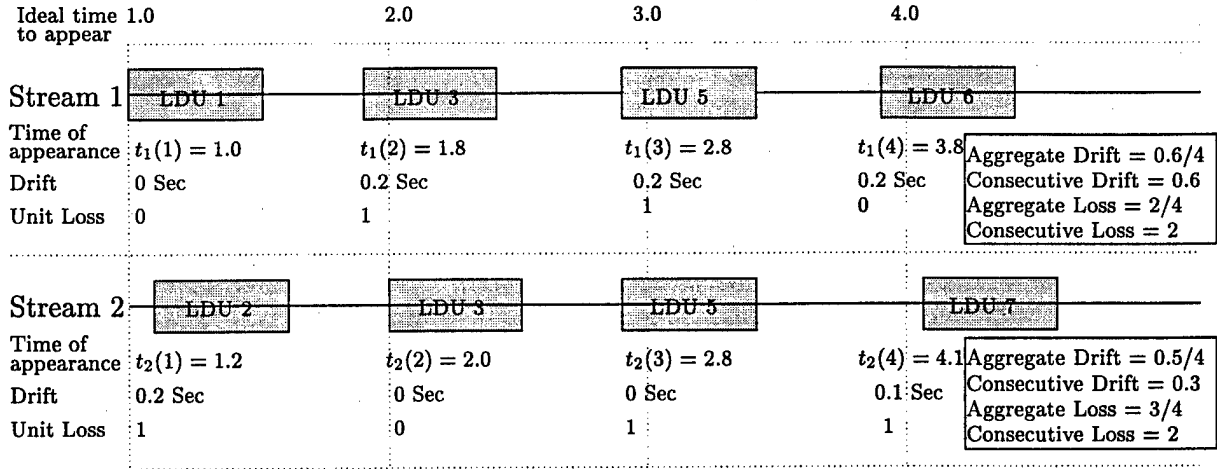 Ideal time 1.0 2.0 3.0 4.0
to appear
Stream 1 LDU 1 LDU 3 LDU 5 LDU 6
Time of
appearance t₁(1) = 1.0 t₁(2) = 1.8 t₁(3) = 2.8 t₁(4) = 3.8
Drift 0 Sec 0.2 Sec 0.2 Sec 0.2 Sec
Unit Loss 0 1 1 0
Aggregate Drift = 0.6/4
Consecutive Drift = 0.6
Aggregate Loss = 2/4
Consecutive Loss = 2
Stream 2 LDU 2 LDU 3 LDU 5 LDU 7
Time of
appearance t₂(1) = 1.2 t₂(2) = 2.0 t₂(3) = 2.8 t₂(4) = 4.1
Drift 0.2 Sec 0 Sec 0 Sec 0.1 Sec
Unit Loss 1 0 1 1
Aggregate Drift = 0.5/4
Consecutive Drift = 0.3
Aggregate Loss = 3/4
Consecutive Loss = 2